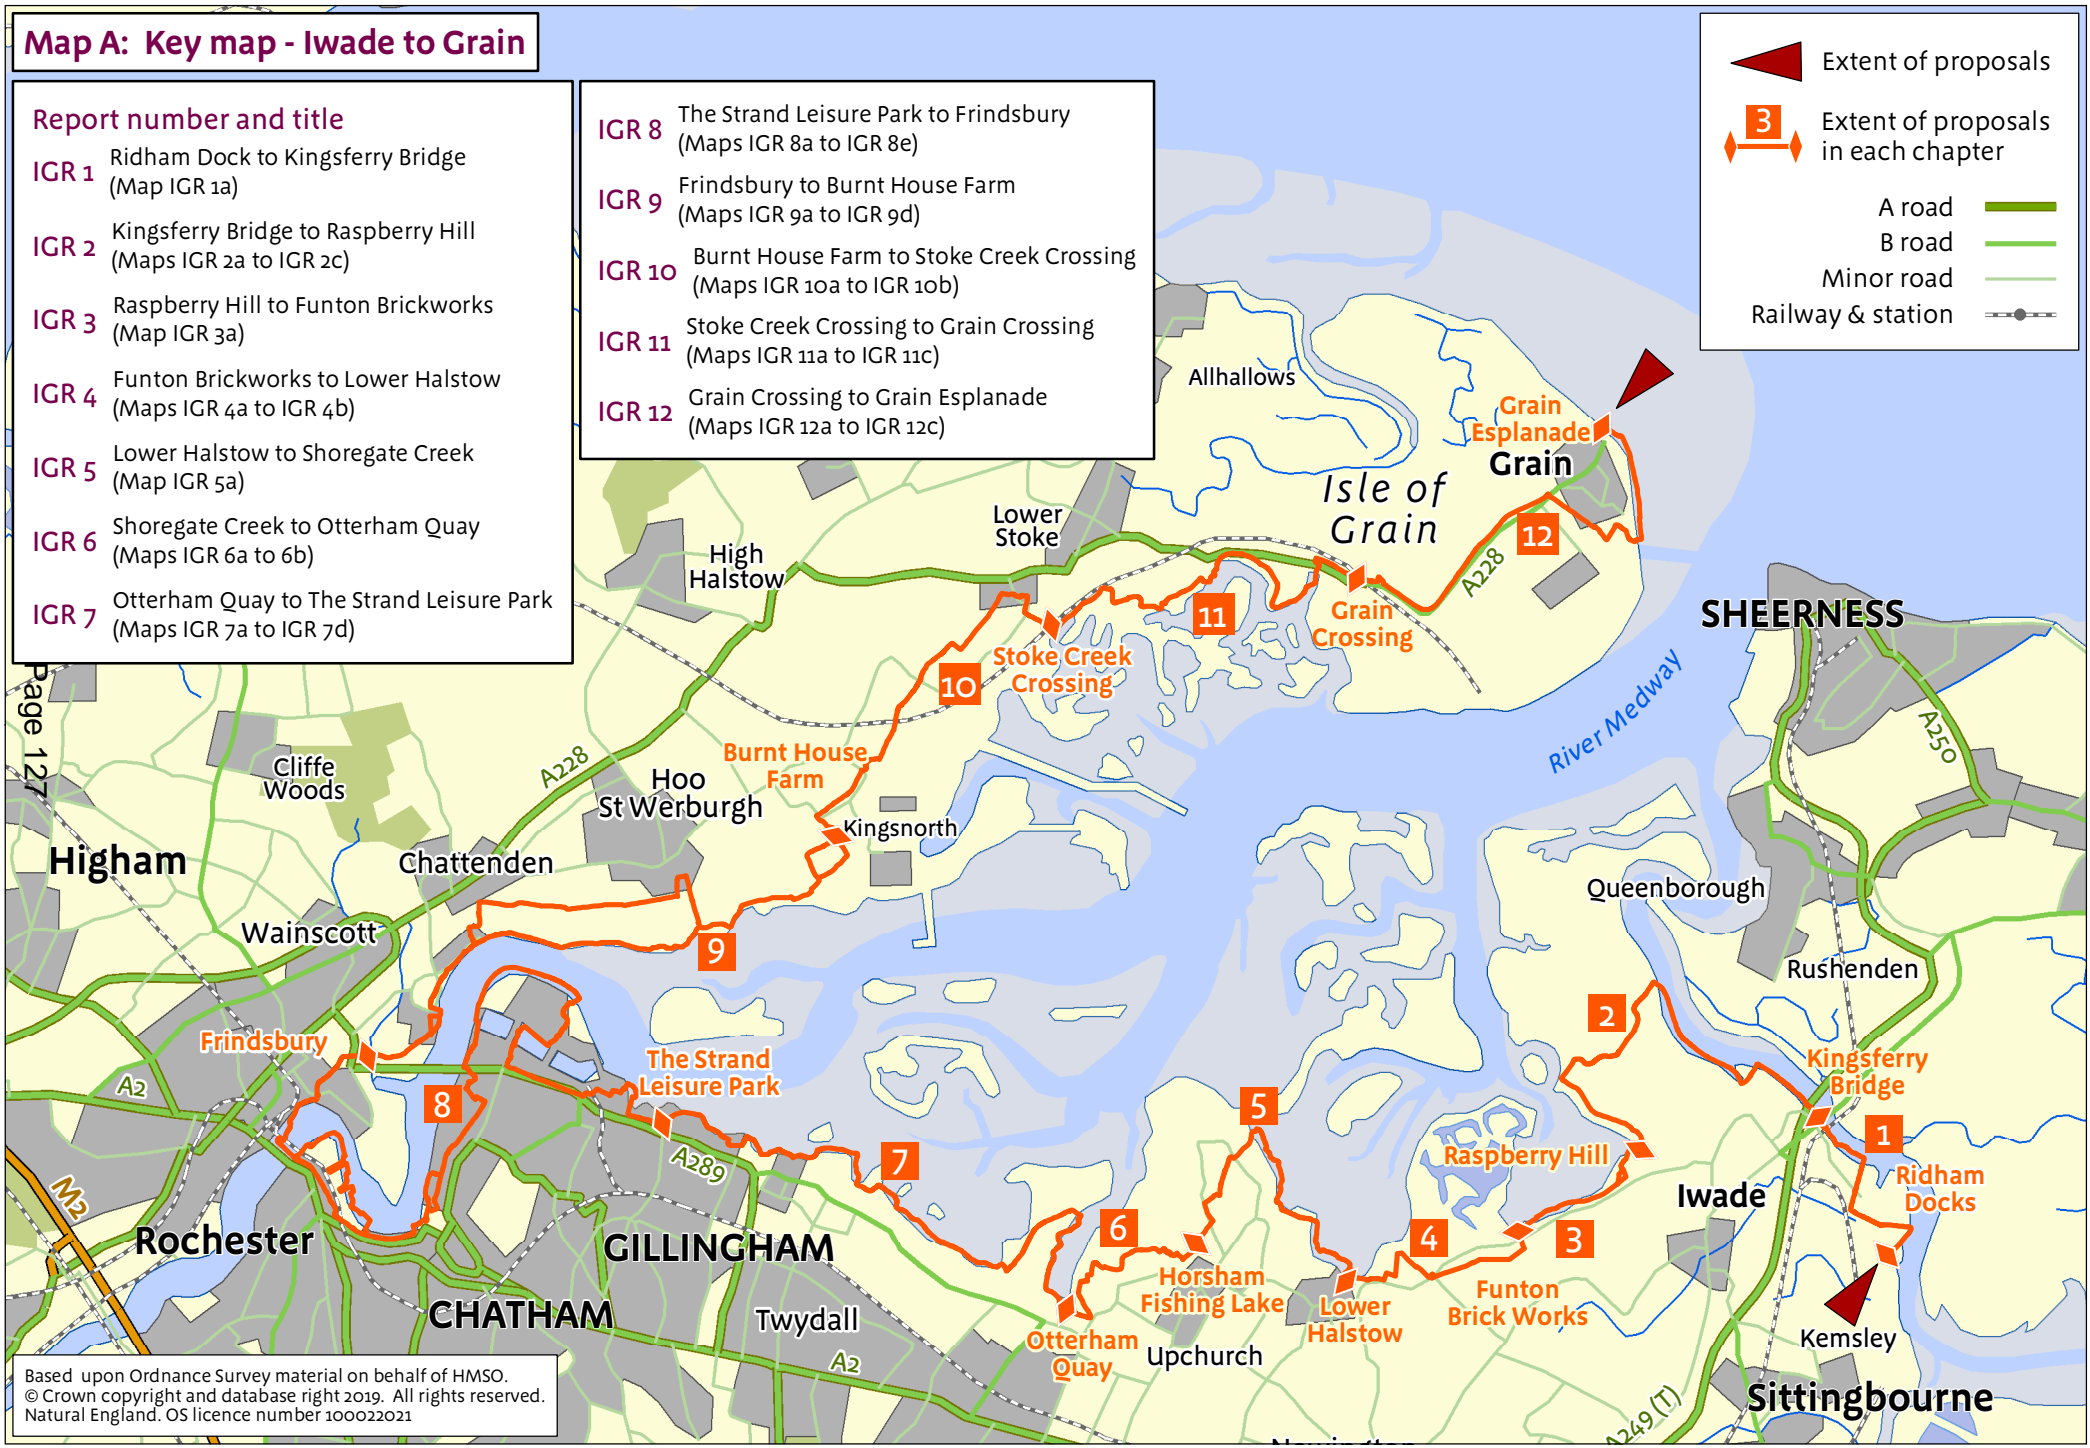 Map A:  Key map - Iwade to Grain
Report number and title
IGR 1 Ridham Dock to Kingsferry Bridge
(Map IGR 1a)
IGR 2 Kingsferry Bridge to Raspberry Hill
(Maps IGR 2a to IGR 2c)
IGR 3 Raspberry Hill to Funton Brickworks
(Map IGR 3a)
IGR 4 Funton Brickworks to Lower Halstow
(Maps IGR 4a to IGR 4b)
IGR 5 Lower Halstow to Shoregate Creek
(Map IGR 5a)
IGR 6 Shoregate Creek to Otterham Quay
(Maps IGR 6a to 6b)
IGR 7 Otterham Quay to The Strand Leisure Park
(Maps IGR 7a to IGR 7d)
IGR 8 The Strand Leisure Park to Frindsbury
(Maps IGR 8a to IGR 8e)
IGR 9 Frindsbury to Burnt House Farm
(Maps IGR 9a to IGR 9d)
IGR 10 Burnt House Farm to Stoke Creek Crossing
(Maps IGR 10a to IGR 10b)
IGR 11 Stoke Creek Crossing to Grain Crossing
(Maps IGR 11a to IGR 11c)
IGR 12 Grain Crossing to Grain Esplanade
(Maps IGR 12a to IGR 12c)
Extent of proposals
3 Extent of proposals
in each chapter
A road
B road
Minor road
Railway & station
Allhallows
Grain
Esplanade
Grain
Isle of
Grain
12
A228
Lower
Stoke
High
Halstow
11
Grain
Crossing
Stoke Creek
Crossing
10
SHEERNESS
A250
River Medway
Page 127
Cliffe
Woods
A228
Burnt House
Farm
Hoo
St Werburgh
Kingsnorth
Higham
Chattenden
Wainscott
9
Queenborough
Rushenden
2
Frindsbury
The Strand
Leisure Park
Kingsferry
Bridge
A2
8
5
1
7
A289
Raspberry Hill
Ridham
Docks
M2
Iwade
Rochester
GILLINGHAM
6
4
3
Horsham
Fishing Lake
Funton
Brick Works
Lower
Halstow
CHATHAM
Twydall
Otterham
Quay
Upchurch
Kemsley
A2
Sittingbourne
A249 (T)
Newington
Based  upon Ordnance Survey material on behalf of HMSO.
© Crown copyright and database right 2019.  All rights reserved.
Natural England. OS licence number 100022021